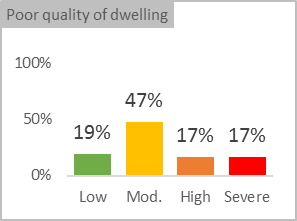 Poor quality of dwelling
100%
50%
0%
19%
47%
17%
17%
Low
Mod.
High
Severe